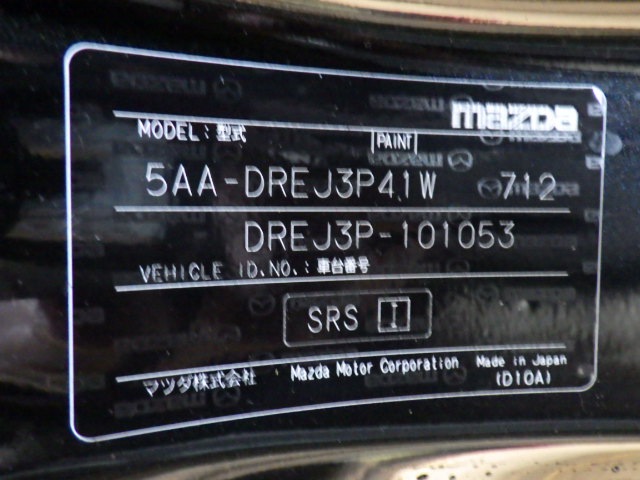 mazda
MODEL:型式 PAINT
5AA-DREJ3P41W 712
DREJ3P-101053
VEHICLE ID.NO.:車台番号
SRS I
マツダ株式会社 Mazda Motor Corporation Made in Japan
(D10A)